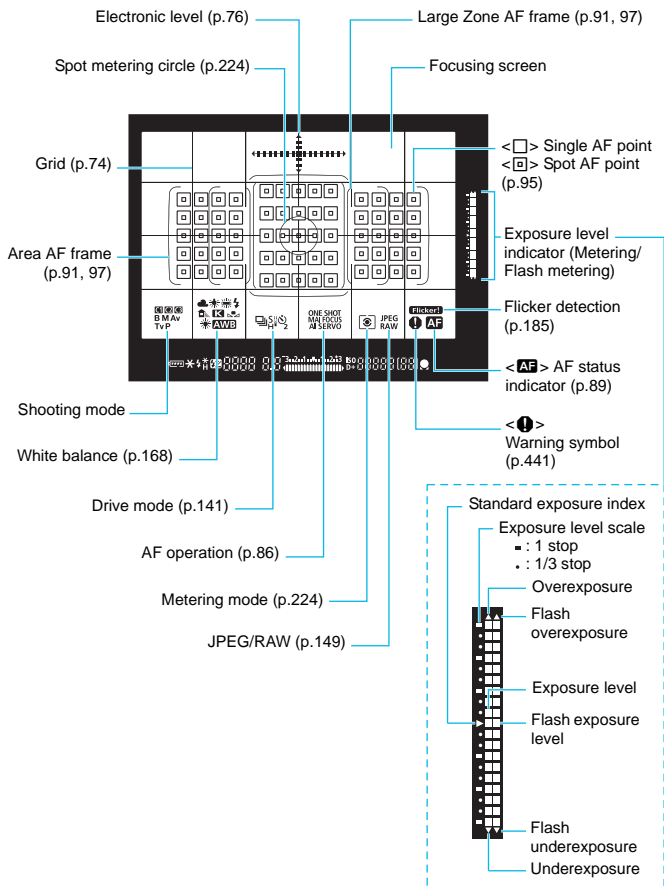 Electronic level (p.76)
Large Zone AF frame (p.91, 97)
Spot metering circle (p.224)
Focusing screen
Grid (p.74)
<□> Single AF point
<⊡> Spot AF point
(p.95)
Area AF frame
(p.91, 97)
Exposure level
indicator (Metering/
Flash metering)
Flicker!
Flicker detection
(p.185)
B M Av
Tv P
K
AWB
ONE SHOT
AI FOCUS
AI SERVO
JPEG
RAW
AF
<AF> AF status
indicator (p.89)
Shooting mode
<!>
Warning symbol
(p.441)
White balance (p.168)
Drive mode (p.141)
AF operation (p.86)
Metering mode (p.224)
JPEG/RAW (p.149)
Standard exposure index
Exposure level scale
: 1 stop
: 1/3 stop
Overexposure
Flash
overexposure
Exposure level
Flash exposure
level
Flash
underexposure
Underexposure